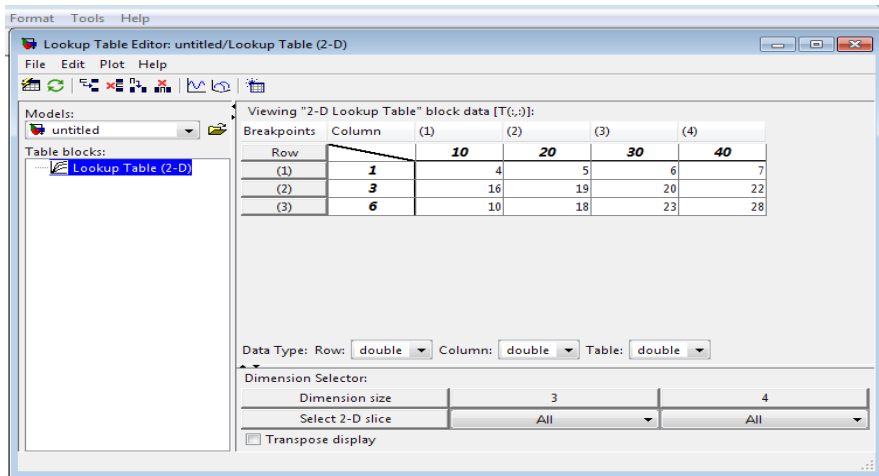 Format Tools Help
Lookup Table Editor: untitled/Lookup Table (2-D)
File Edit Plot Help
Models:
untitled
Table blocks:
Lookup Table (2-D)
Viewing "2-D Lookup Table" block data [T(:,:)]:
Breakpoints Column (1) (2) (3) (4)
Row 10 20 30 40
(1) 1 4 5 6 7
(2) 3 16 19 20 22
(3) 6 10 18 23 28
Data Type: Row: double Column: double Table: double
Dimension Selector:
Dimension size 3 4
Select 2-D slice All All
Transpose display